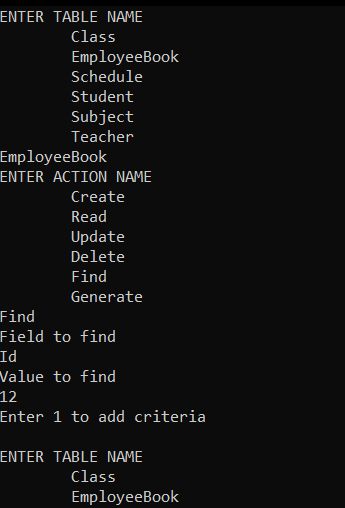 ENTER TABLE NAME
Class
EmployeeBook
Schedule
Student
Subject
Teacher
EmployeeBook
ENTER ACTION NAME
Create
Read
Update
Delete
Find
Generate
Find
Field to find
Id
Value to find
12
Enter 1 to add criteria
ENTER TABLE NAME
Class
EmployeeBook